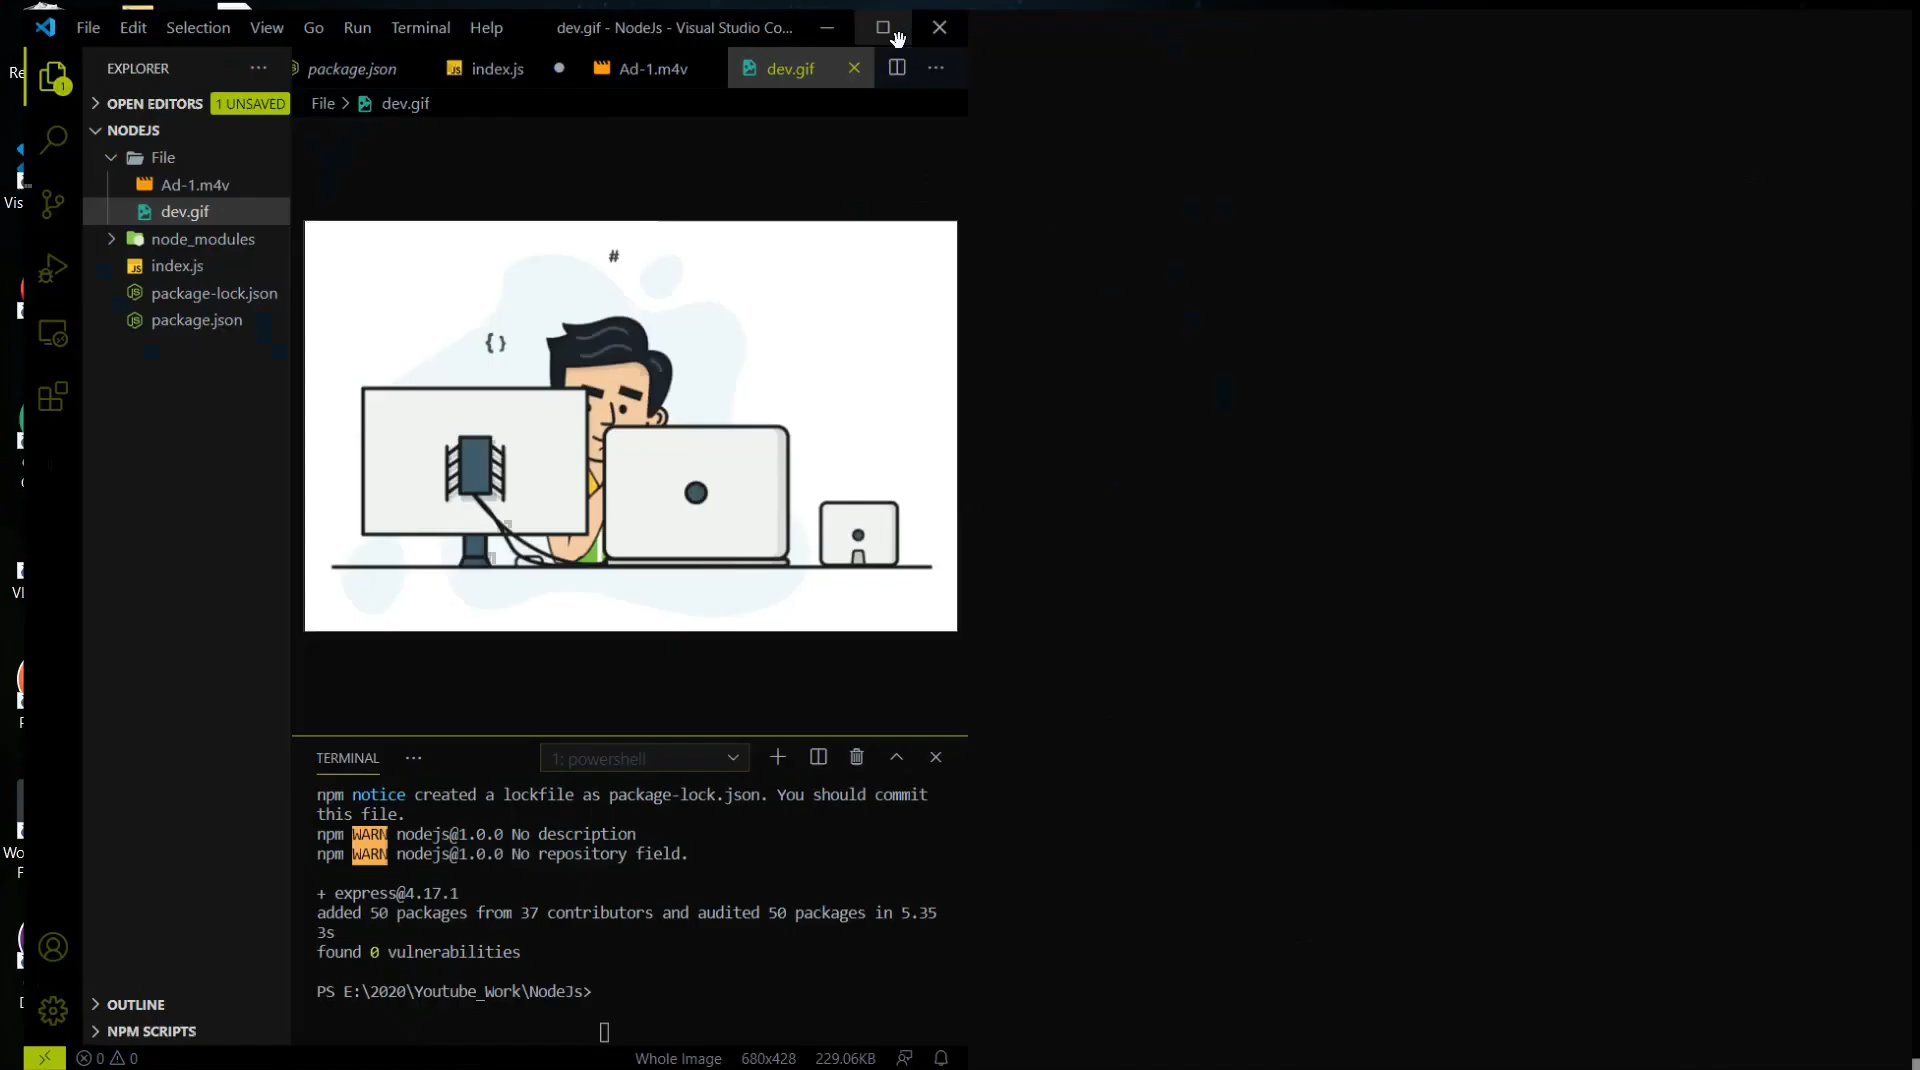 File Edit Selection View Go Run Terminal Help dev.gif - NodeJs - Visual Studio Co...
EXPLORER ...
package.json index.js Ad-1.m4v dev.gif
OPEN EDITORS 1 UNSAVED
File > dev.gif
NODEJS
File
Ad-1.m4v
dev.gif
node_modules
index.js
package-lock.json
package.json
OUTLINE
NPM SCRIPTS
Re
1
Vis
Wo
#
{}
TERMINAL ... 1: powershell
npm notice created a lockfile as package-lock.json. You should commit
this file.
npm WARN nodejs@1.0.0 No description
npm WARN nodejs@1.0.0 No repository field.
+ express@4.17.1
added 50 packages from 37 contributors and audited 50 packages in 5.35
3s
found 0 vulnerabilities
PS E:\2020\Youtube_Work\NodeJs>
0 0 Whole Image 680x428 229.06KB